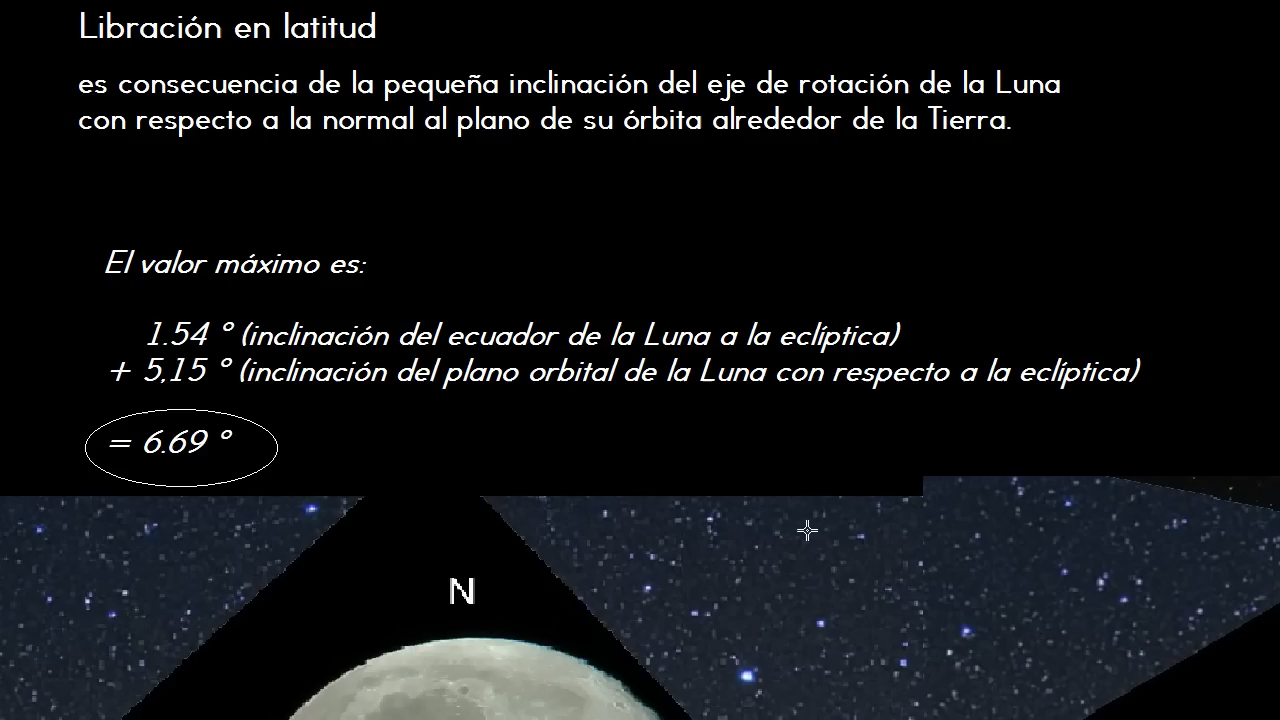 Libración en latitud
es consecuencia de la pequeña inclinación del eje de rotación de la Luna
con respecto a la normal al plano de su órbita alrededor de la Tierra.
El valor máximo es:
1.54 ° (inclinación del ecuador de la Luna a la eclíptica)
+ 5,15 ° (inclinación del plano orbital de la Luna con respecto a la eclíptica)
= 6.69 °
N